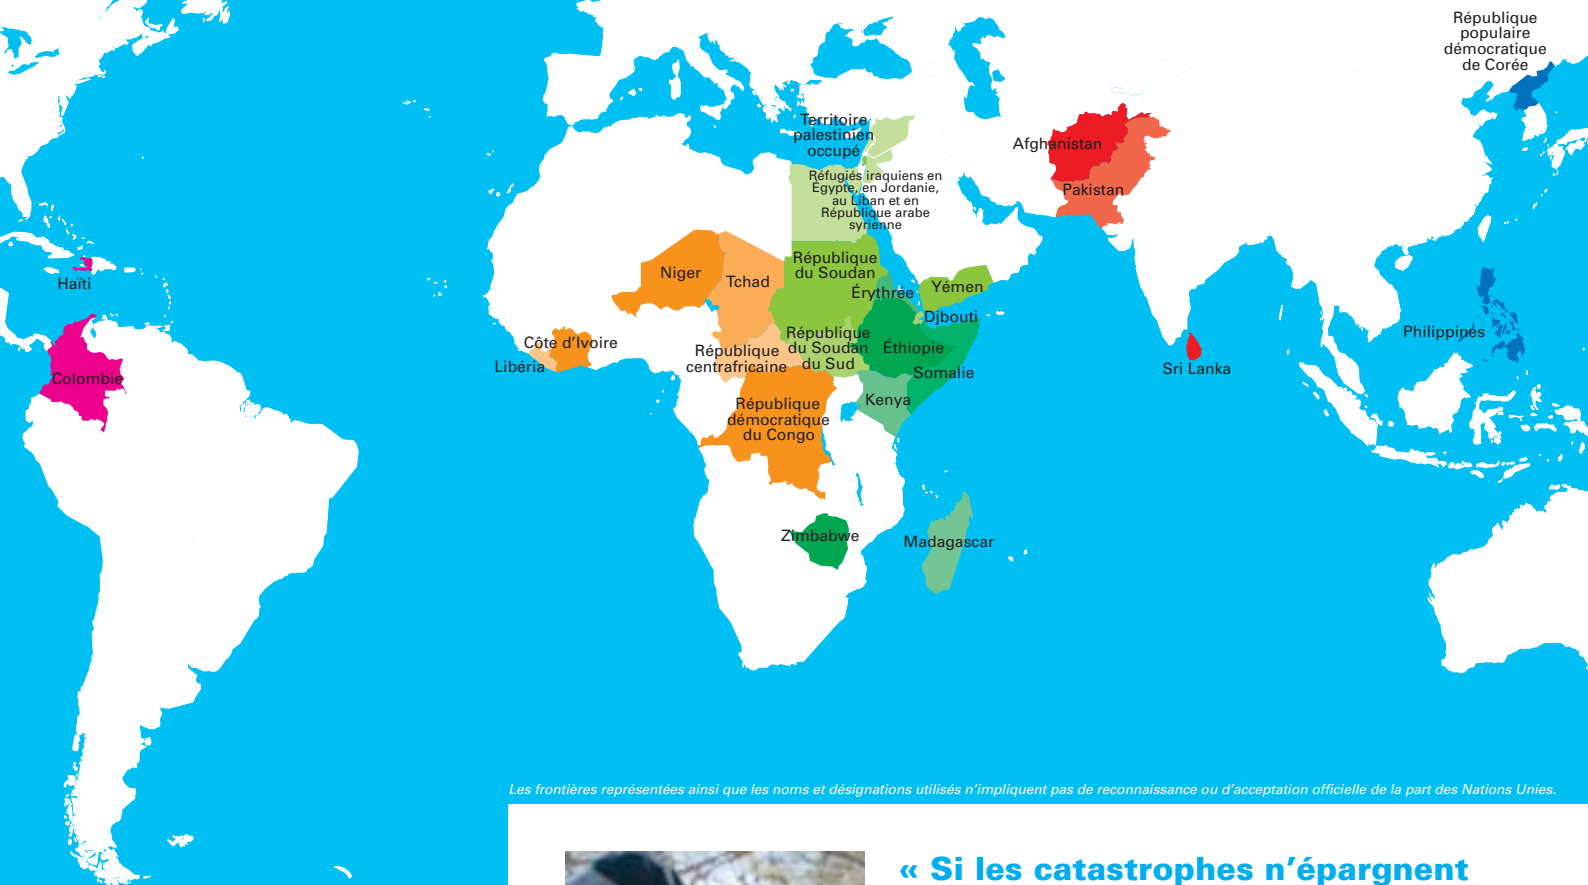 République
populaire
démocratique
de Corée
Territoire
palestinien
occupé
Afghanistan
Pakistan
Réfugiés iraquiens en
Égypte, en Jordanie,
au Liban et en
République arabe
syrienne
Haïti
Niger
Tchad
République
du Soudan
Érythrée
Yémen
Djbouti
Côte d'Ivoire
Libéria
République
centrafricaine
République
du Soudan
du Sud
Éthiopie
Somalie
Philippines
Sri Lanka
Colombie
Kenya
République
démocratique
du Congo
Zimbabwe
Madagascar
Les frontières représentées ainsi que les noms et désignations utilisés n'impliquent pas de reconnaissance ou d'acceptation officielle de la part des Nations Unies.
« Si les catastrophes n'épargnent